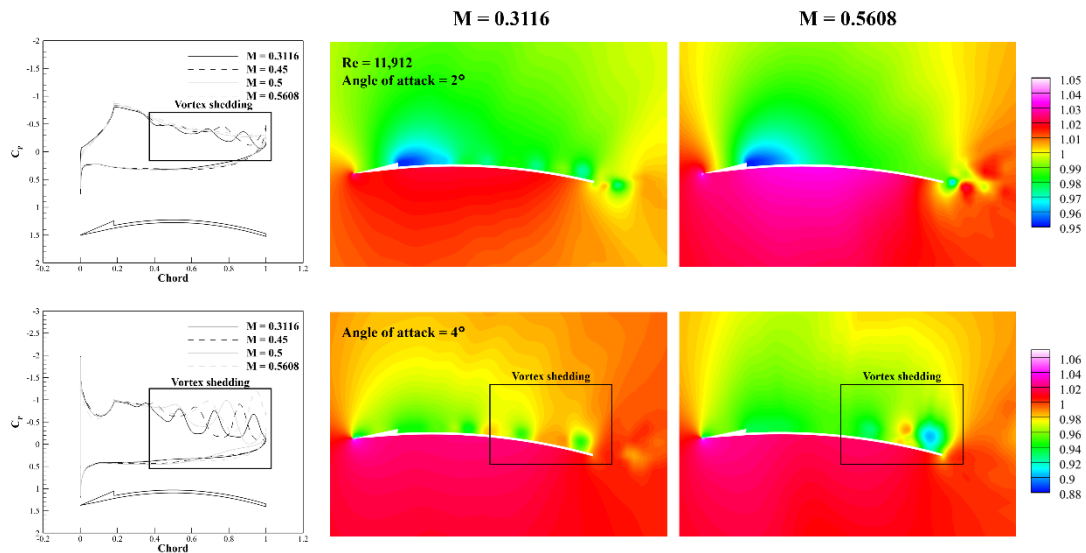 M = 0.3116
M = 0.5608
-2
-1.5
-1
-0.5
0
0.5
1
1.5
2
-0.2
0
0.2
0.4
0.6
0.8
1
1.2
Cₚ
Chord
M = 0.3116
M = 0.45
M = 0.5
M = 0.5608
Vortex shedding
Re = 11,912
Angle of attack = 2°
1.05
1.04
1.03
1.02
1.01
1
0.99
0.98
0.97
0.96
0.95
-3
-2.5
-2
-1.5
-1
-0.5
0
0.5
1
1.5
2
-0.2
0
0.2
0.4
0.6
0.8
1
1.2
Cₚ
Chord
M = 0.3116
M = 0.45
M = 0.5
M = 0.5608
Vortex shedding
Angle of attack = 4°
Vortex shedding
Vortex shedding
1.06
1.04
1.02
1
0.98
0.96
0.94
0.92
0.9
0.88